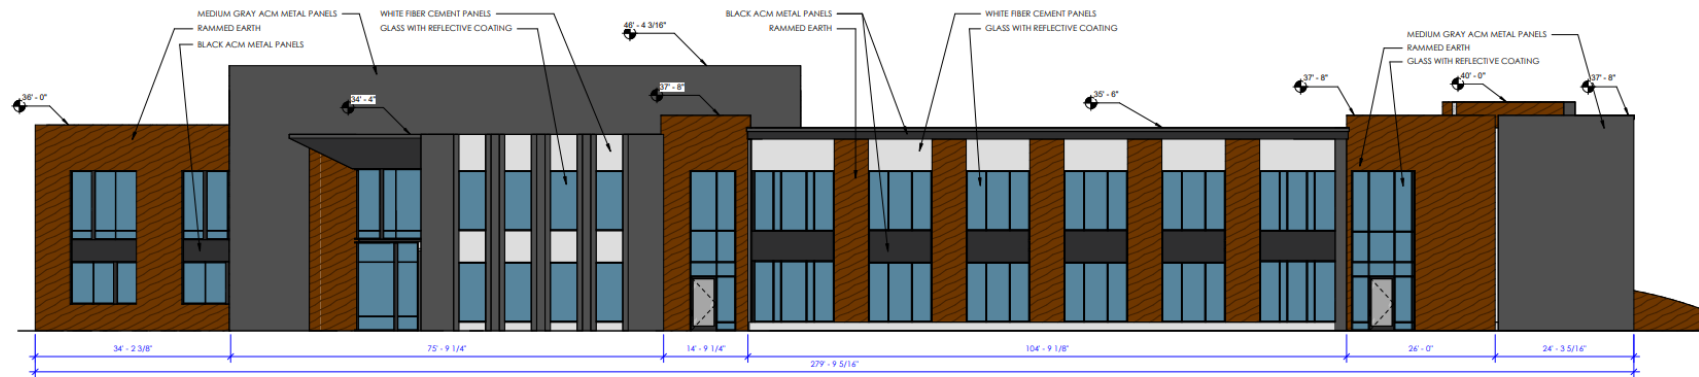 MEDIUM GRAY ACM METAL PANELS
RAMMED EARTH
BLACK ACM METAL PANELS
WHITE FIBER CEMENT PANELS
GLASS WITH REFLECTIVE COATING
46' - 4 3/16"
BLACK ACM METAL PANELS
RAMMED EARTH
WHITE FIBER CEMENT PANELS
GLASS WITH REFLECTIVE COATING
MEDIUM GRAY ACM METAL PANELS
RAMMED EARTH
GLASS WITH REFLECTIVE COATING
36' - 0"
34' - 4"
37' - 8"
35' - 6"
37' - 8"
40' - 0"
37' - 8"
34' - 2 3/8"
75' - 9 1/4"
14' - 9 1/4"
104' - 9 1/8"
26' - 0"
24' - 3 5/16"
279' - 9 5/16"